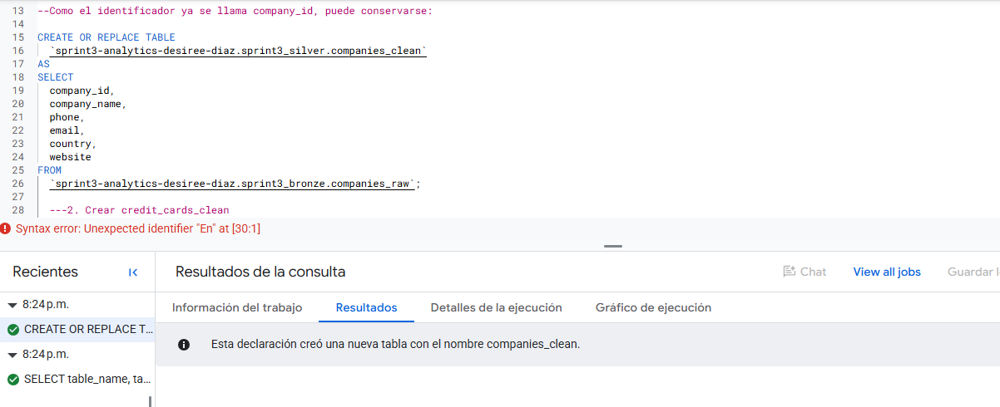 13 --Como el identificador ya se llama company_id, puede conservarse:
14
15 CREATE OR REPLACE TABLE
16 `sprint3-analytics-desiree-diaz.sprint3_silver.companies_clean`
17 AS
18 SELECT
19 company_id,
20 company_name,
21 phone,
22 email,
23 country,
24 website
25 FROM
26 `sprint3-analytics-desiree-diaz.sprint3_bronze.companies_raw`;
27
28 ---2. Crear credit_cards_clean
Syntax error: Unexpected identifier "En" at [30:1]
Recientes
Resultados de la consulta
Chat
View all jobs
Guardar
8:24 p.m.
Información del trabajo
Resultados
Detalles de la ejecución
Gráfico de ejecución
CREATE OR REPLACE T...
Esta declaración creó una nueva tabla con el nombre companies_clean.
8:24 p.m.
SELECT table_name, ta...